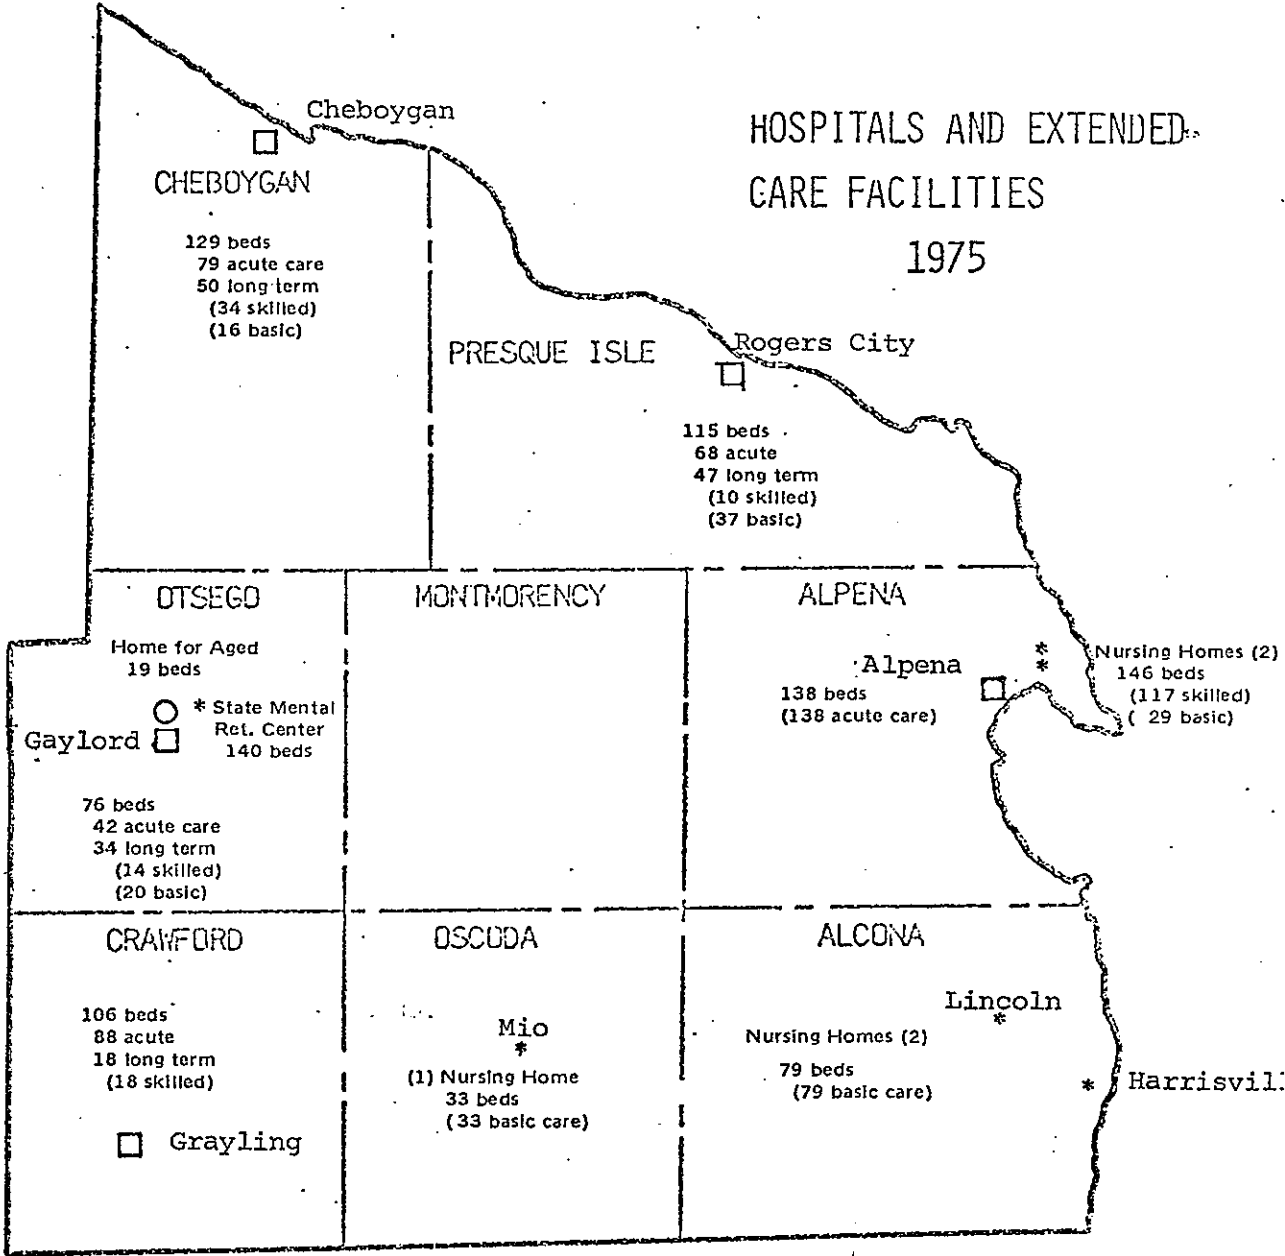 HOSPITALS AND EXTENDED
CARE FACILITIES
1975
Cheboygan
CHEBOYGAN
129 beds
79 acute care
50 long term
(34 skilled)
(16 basic)
PRESQUE ISLE
Rogers City
115 beds
68 acute
47 long term
(10 skilled)
(37 basic)
OTSEGO
Home for Aged
19 beds
* State Mental
Ret. Center
140 beds
Gaylord
76 beds
42 acute care
34 long term
(14 skilled)
(20 basic)
MONTMORENCY
ALPENA
Alpena
138 beds
(138 acute care)
*
*
Nursing Homes (2)
146 beds
(117 skilled)
( 29 basic)
CRAWFORD
106 beds
88 acute
18 long term
(18 skilled)
Grayling
OSCODA
Mio
*
(1) Nursing Home
33 beds
(33 basic care)
ALCONA
Lincoln
*
Nursing Homes (2)
79 beds
(79 basic care)
* Harrisvil